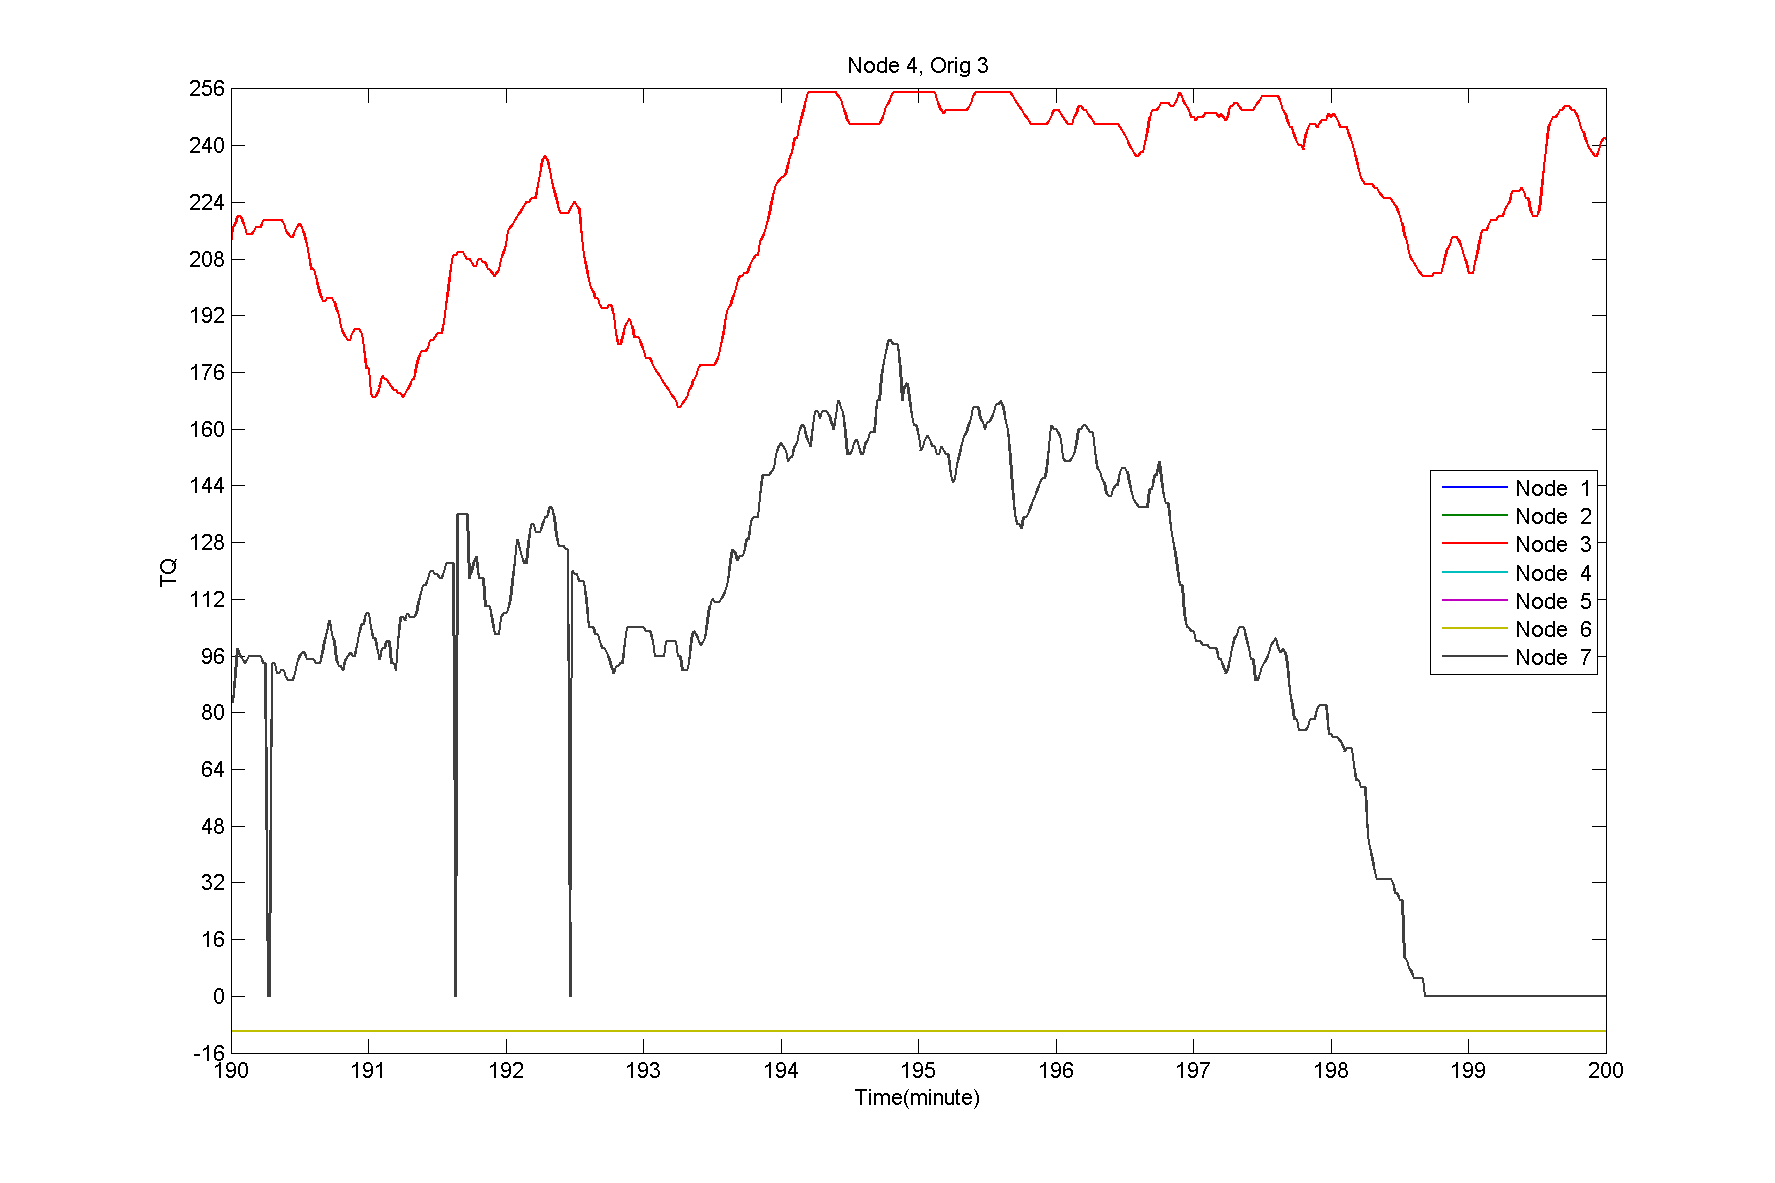 Node 4, Orig 3
256
240
224
208
192
176
160
144
128
112
96
80
64
48
32
16
0
-16
TQ
190 191 192 193 194 195 196 197 198 199 200
Time(minute)
Node 1
Node 2
Node 3
Node 4
Node 5
Node 6
Node 7